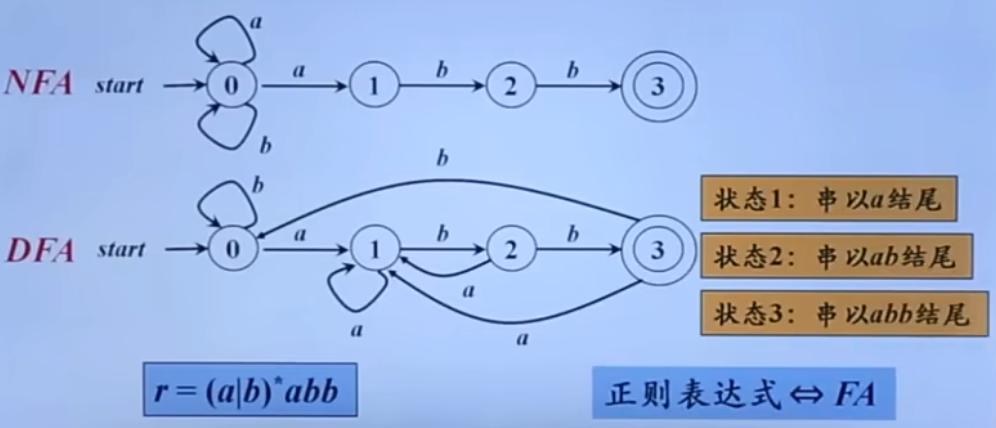 a
NFA start 0 a 1 b 2 b 3
b
b
b
DFA start 0 a 1 b 2 b 3
a
a
a
状态1：串以a结尾
状态2：串以ab结尾
状态3：串以abb结尾
r = (a|b)*abb
正则表达式⇔FA